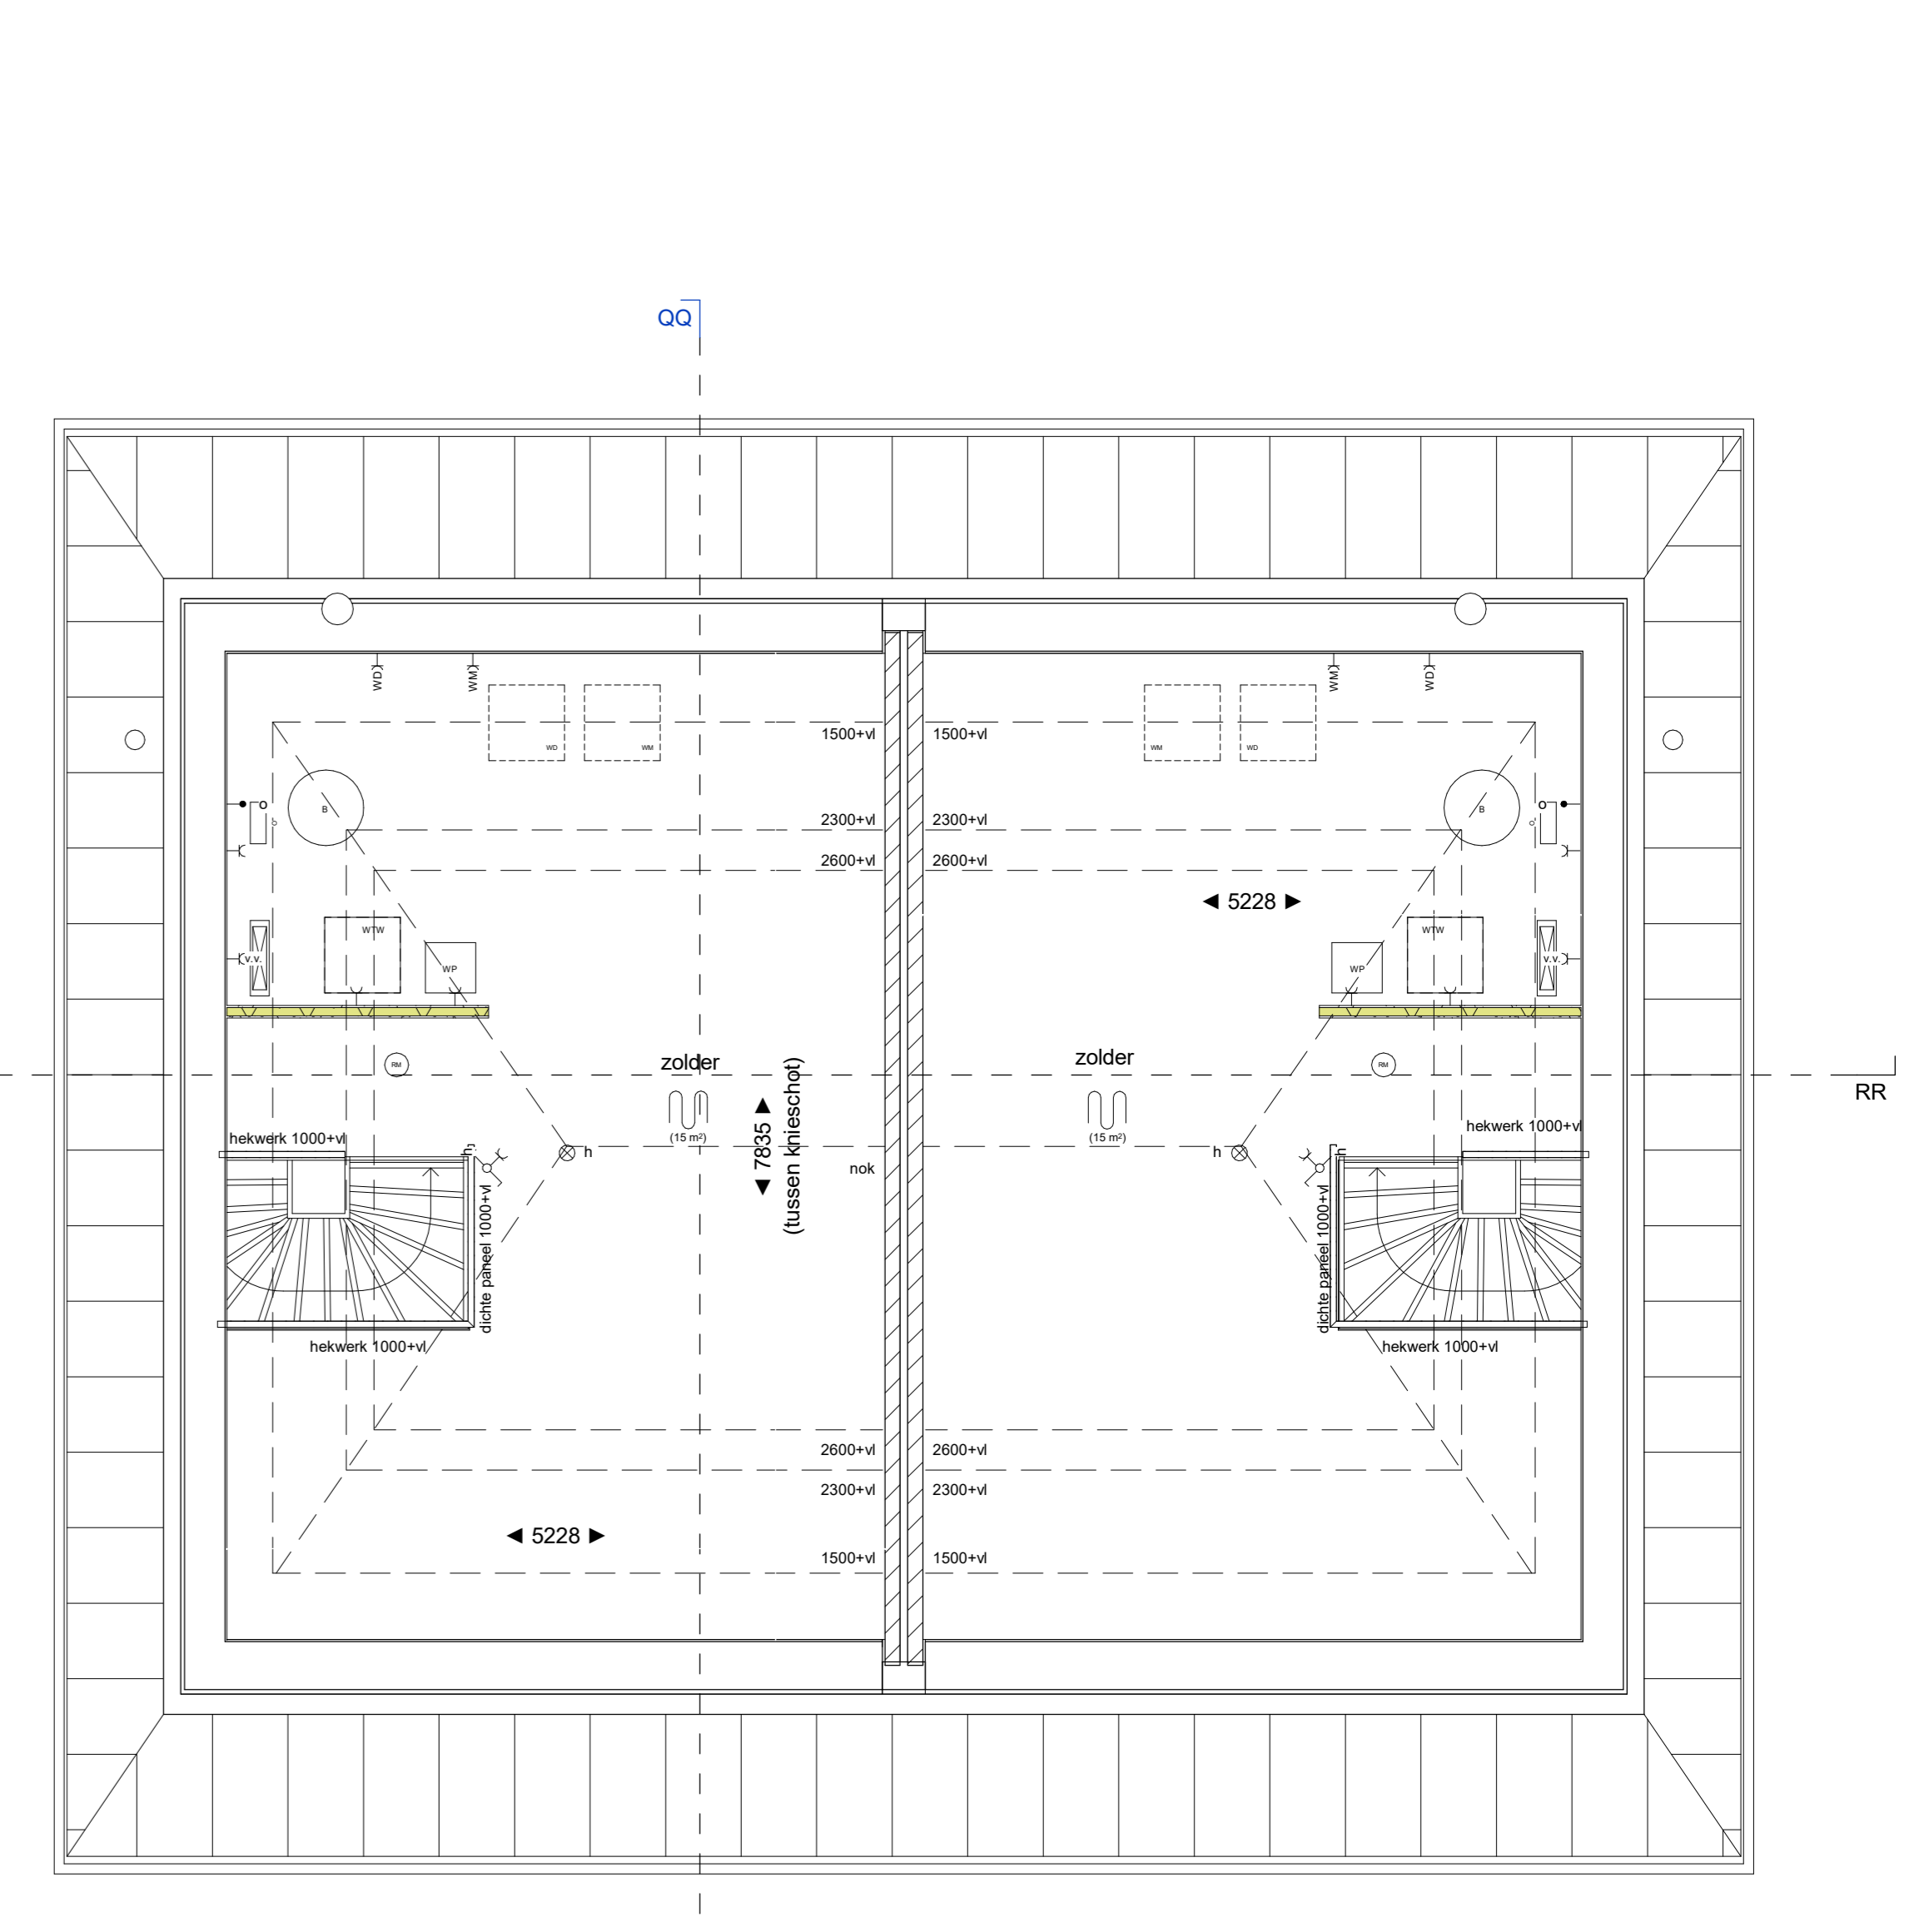 QQ
WD
WM
WM
WD
WD
WM
WM
WD
1500+vl
1500+vl
B
B
2300+vl
2300+vl
2600+vl
2600+vl
◄ 5228 ►
WTW
WTW
v.v.
WP
WP
v.v.
RM
zolder
zolder
RM
RR
(15 m²)
(15 m²)
◄ 7835 ►
(tussen knieschot)
hekwerk 1000+vl
hekwerk 1000+vl
h
h
h
h
nok
dichte paneel 1000+vl
dichte paneel 1000+vl
hekwerk 1000+vl
hekwerk 1000+vl
2600+vl
2600+vl
2300+vl
2300+vl
◄ 5228 ►
1500+vl
1500+vl